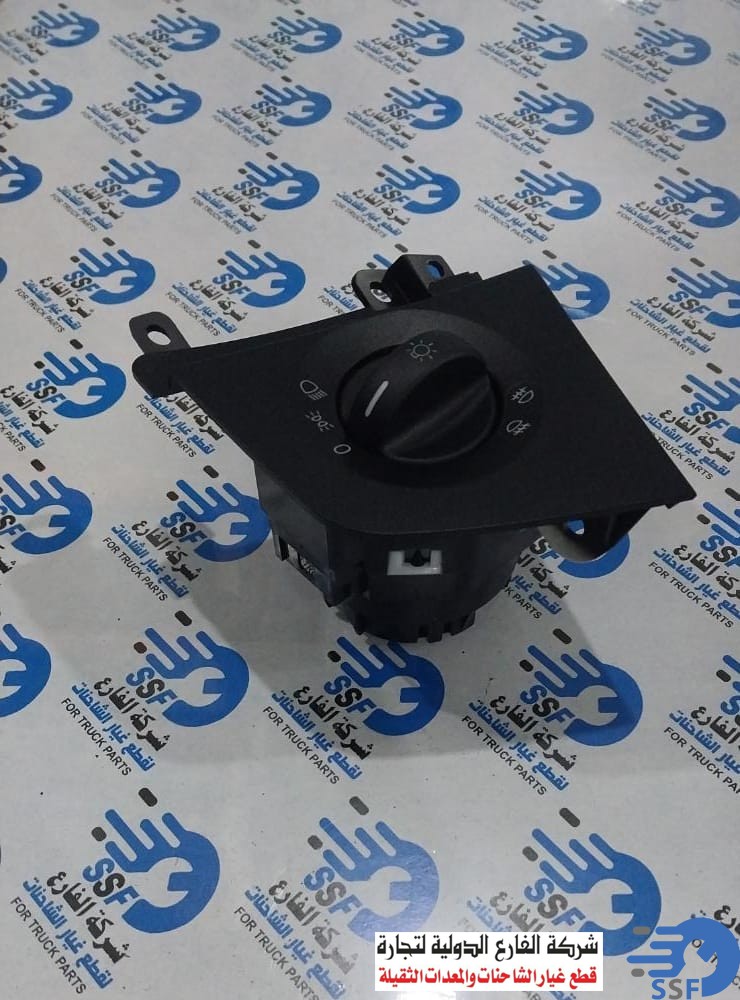 SSF
شركة الفارع
لقطع غيار الشاحنات
FOR TRUCK PARTS
0
شركة الفارع الدولية لتجارة
قطع غيار الشاحنات والمعدات الثقيلة
SSF